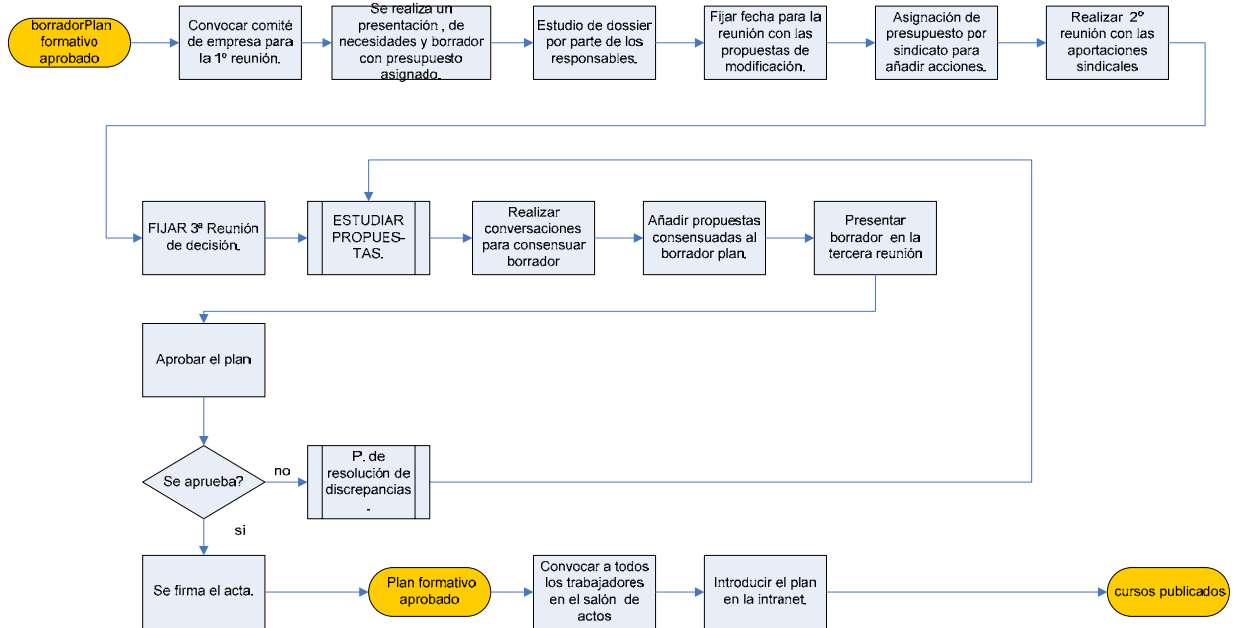 borradorPlan
formativo
aprobado
Convocar comité
de empresa para
la 1º reunión.
Se realiza un
presentación , de
necesidades y borrador
con presupuesto
asignado.
Estudio de dossier
por parte de los
responsables.
Fijar fecha para la
reunión con las
propuestas de
modificación.
Asignación de
presupuesto por
sindicato para
añadir acciones.
Realizar 2º
reunión con las
aportaciones
sindicales
FIJAR 3ª Reunión
de decisión.
ESTUDIAR
PROPUES-
TAS.
Realizar
conversaciones
para consensuar
borrador
Añadir propuestas
consensuadas al
borrador plan.
Presentar
borrador en la
tercera reunión
Aprobar el plan
Se aprueba?
no
P. de
resolución de
discrepancias
.
si
Se firma el acta.
Plan formativo
aprobado
Convocar a todos
los trabajadores
en el salón de
actos
Introducir el plan
en la intranet.
cursos publicados